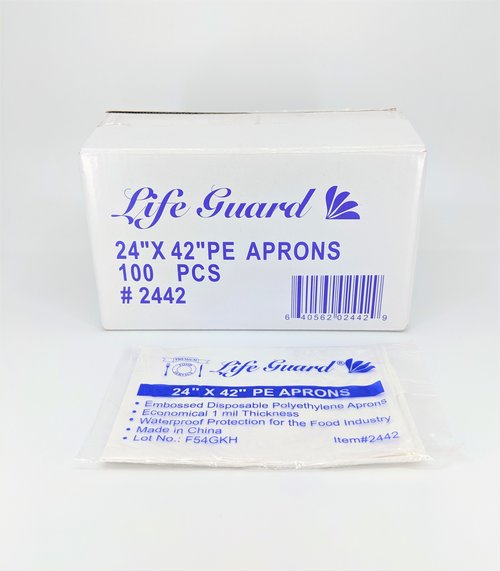 Life Guard
24"X 42"PE APRONS
100 PCS
# 2442
6 40562 02442 9
PREMIUM
Life Guard®
24" X 42" PE APRONS
• Embossed Disposable Polyethylene Aprons
• Economical 1 mil Thickness
• Waterproof Protection for the Food Industry
• Made in China
• Lot No.: F54GKH
Item#2442